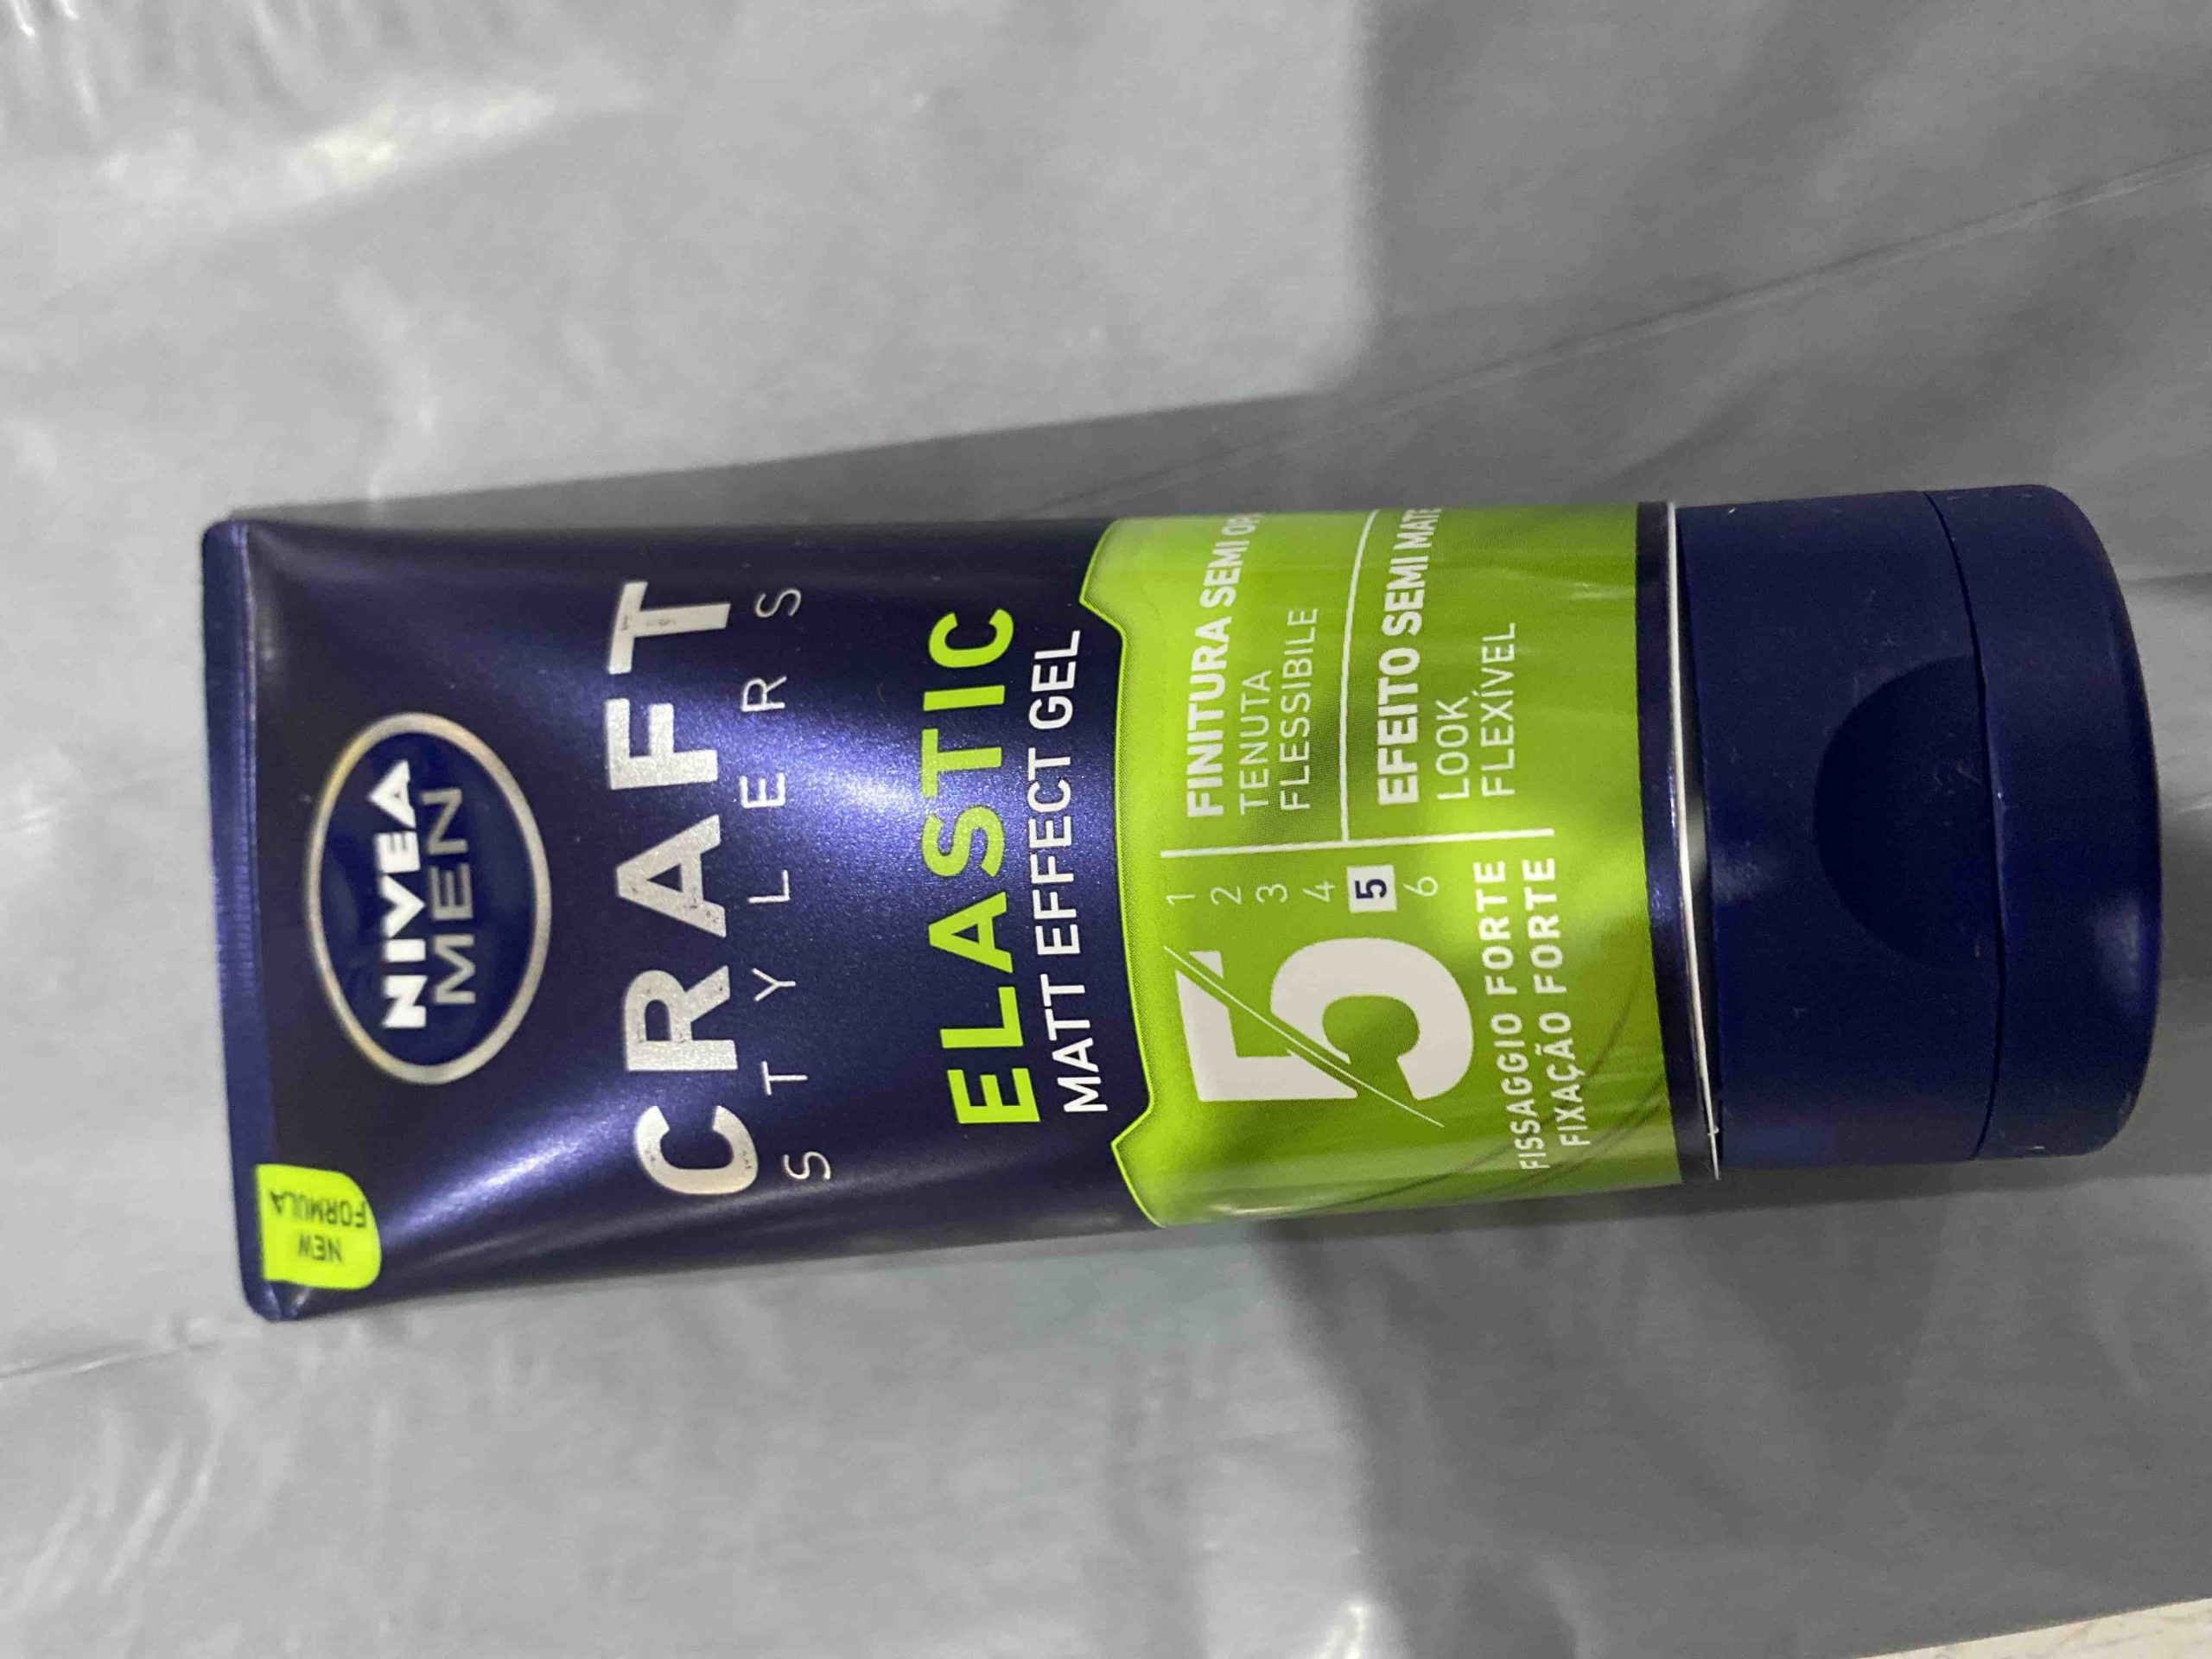 NEW
FORMULA
NIVEA
MEN
CRAFT
STYLERS
ELASTIC
MATT EFFECT GEL
5
1
2
3
4
5
6
FISSAGGIO FORTE
FIXAÇÃO FORTE
FINITURA SEMI
TENUTA
FLESSIBILE
EFEITO SEMI MATE
LOOK
FLEXÍVEL